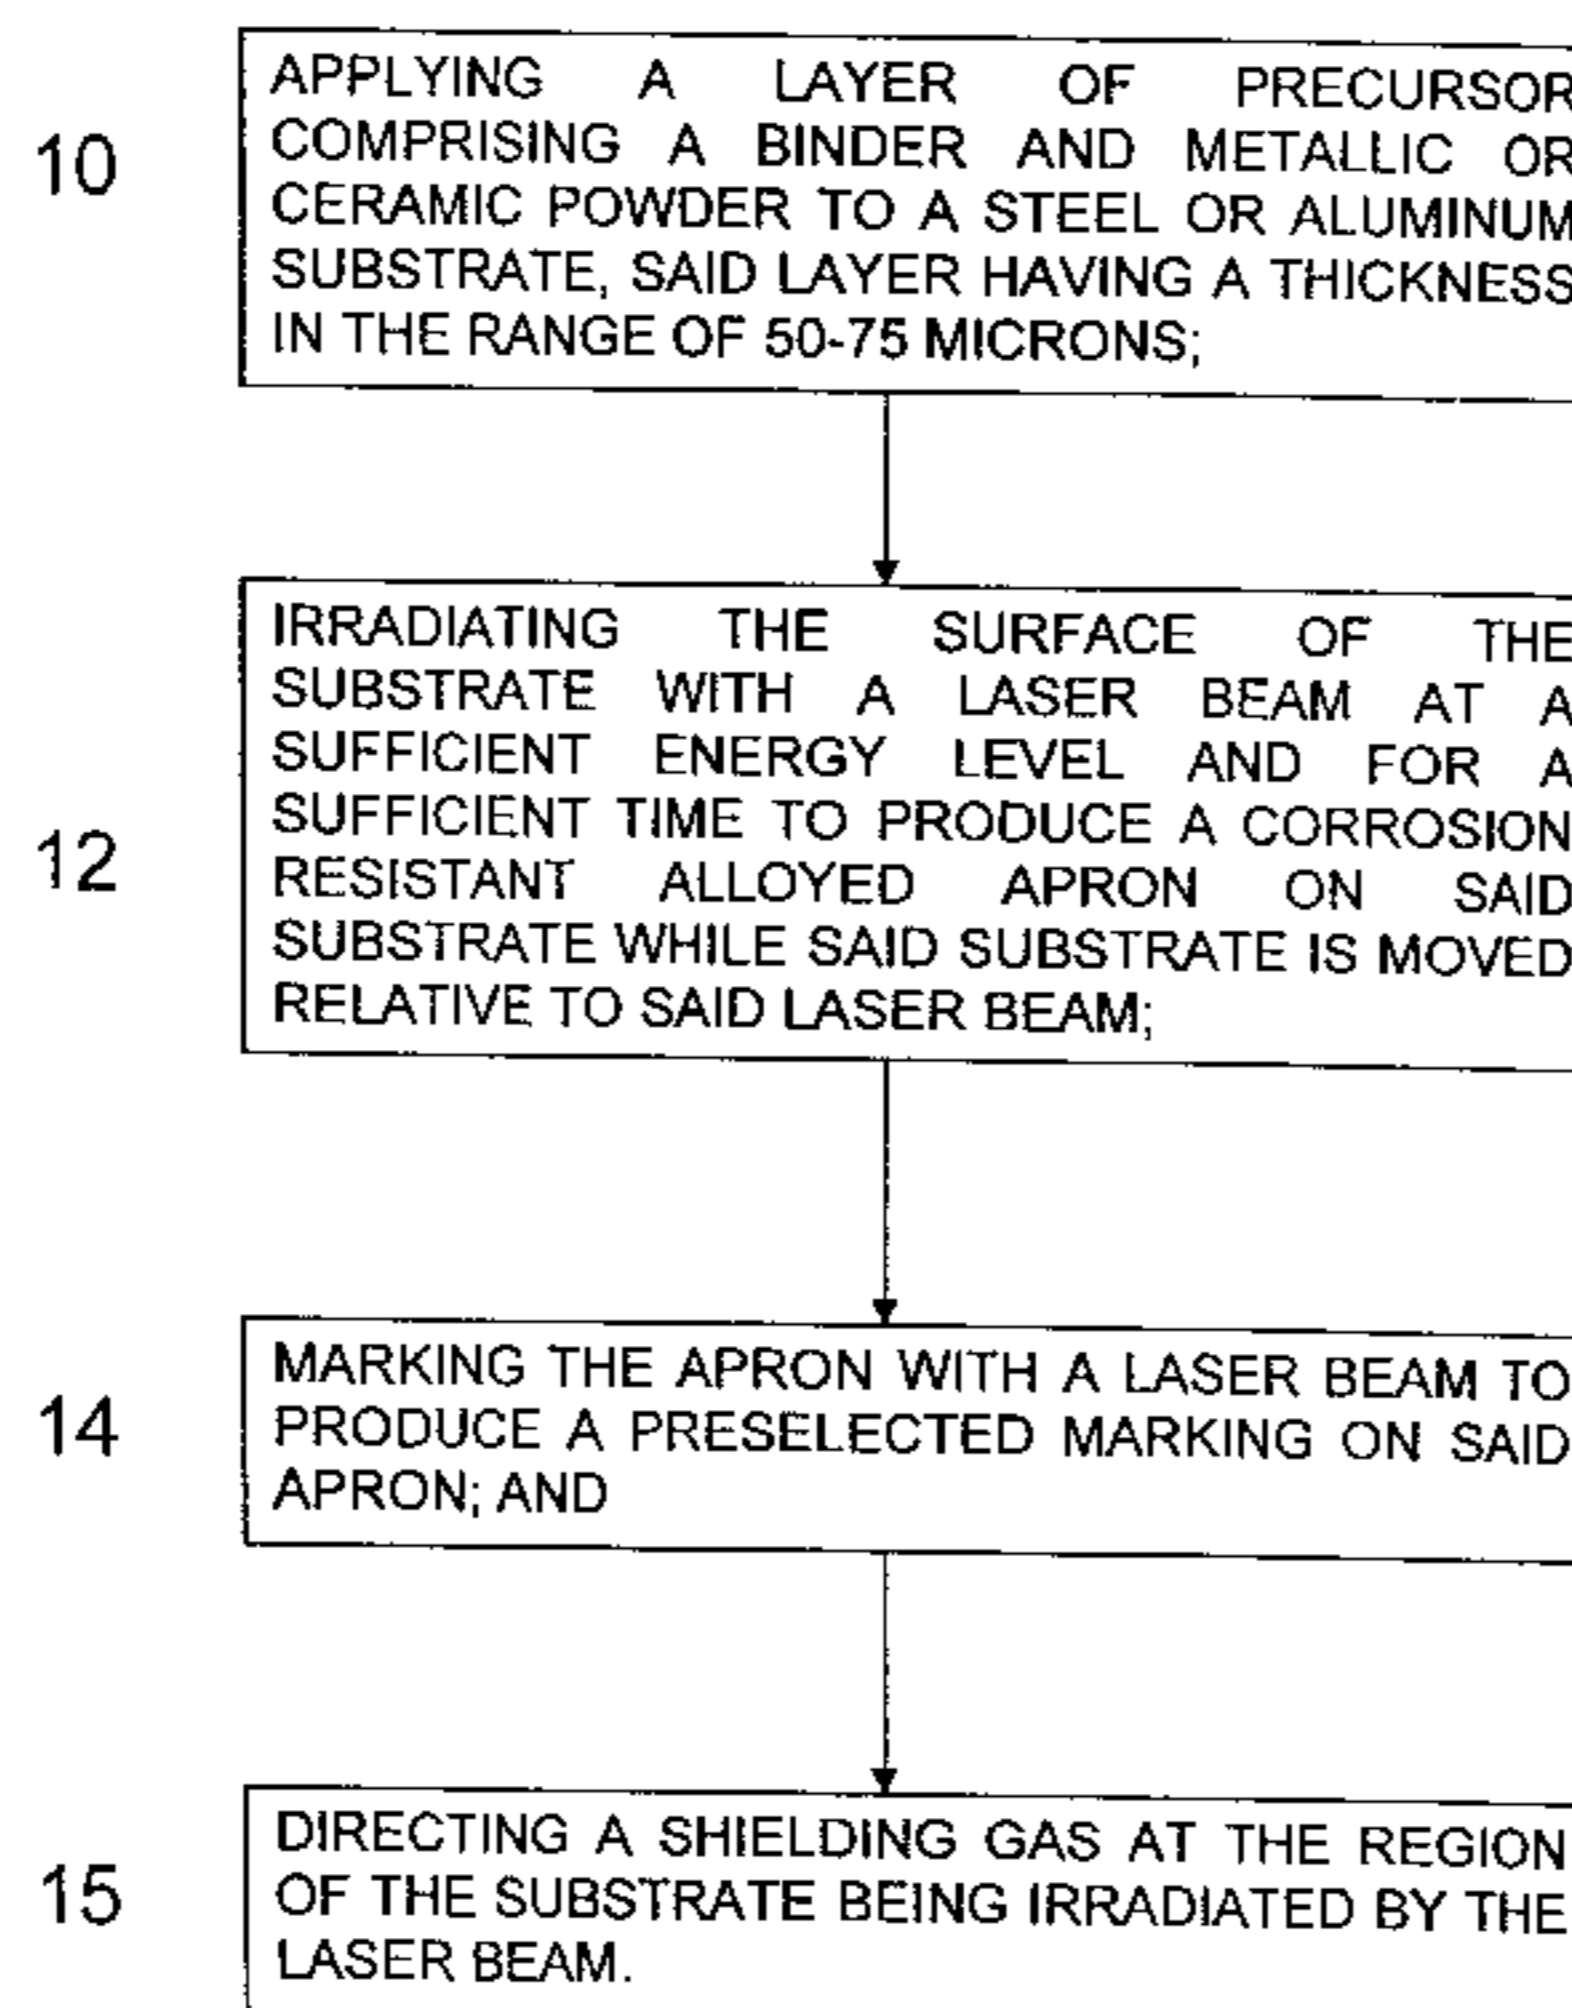 10
APPLYING A LAYER OF PRECURSOR
COMPRISING A BINDER AND METALLIC OR
CERAMIC POWDER TO A STEEL OR ALUMINUM
SUBSTRATE, SAID LAYER HAVING A THICKNESS
IN THE RANGE OF 50-75 MICRONS;
12
IRRADIATING THE SURFACE OF THE
SUBSTRATE WITH A LASER BEAM AT A
SUFFICIENT ENERGY LEVEL AND FOR A
SUFFICIENT TIME TO PRODUCE A CORROSION
RESISTANT ALLOYED APRON ON SAID
SUBSTRATE WHILE SAID SUBSTRATE IS MOVED
RELATIVE TO SAID LASER BEAM;
14
MARKING THE APRON WITH A LASER BEAM TO
PRODUCE A PRESELECTED MARKING ON SAID
APRON; AND
15
DIRECTING A SHIELDING GAS AT THE REGION
OF THE SUBSTRATE BEING IRRADIATED BY THE
LASER BEAM.